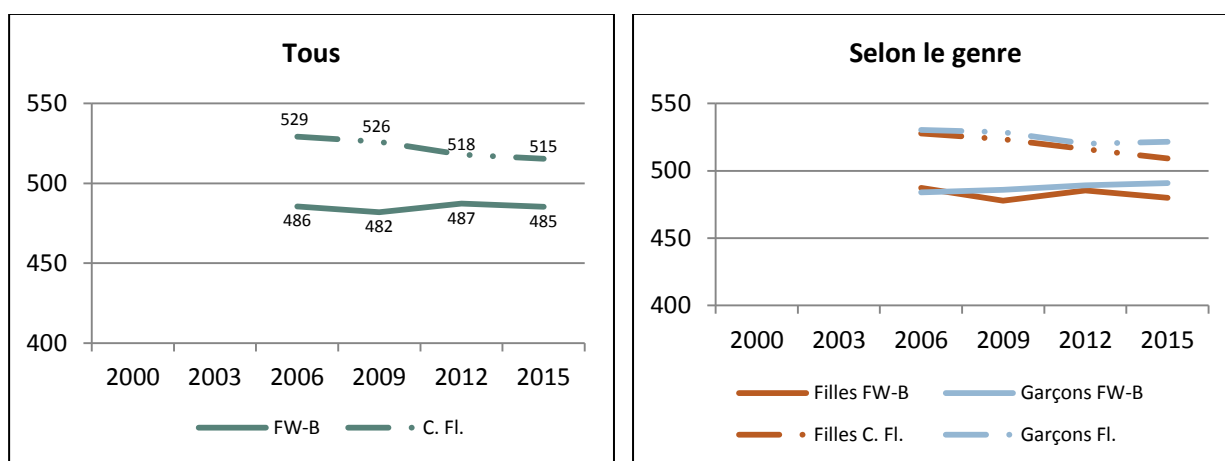 Tous
550
529
526
518
515
500
486
482
487
485
450
400
2000 2003 2006 2009 2012 2015
FW-B C. Fl.
Selon le genre
550
500
450
400
2000 2003 2006 2009 2012 2015
Filles FW-B Garçons FW-B
Filles C. Fl. Garçons Fl.